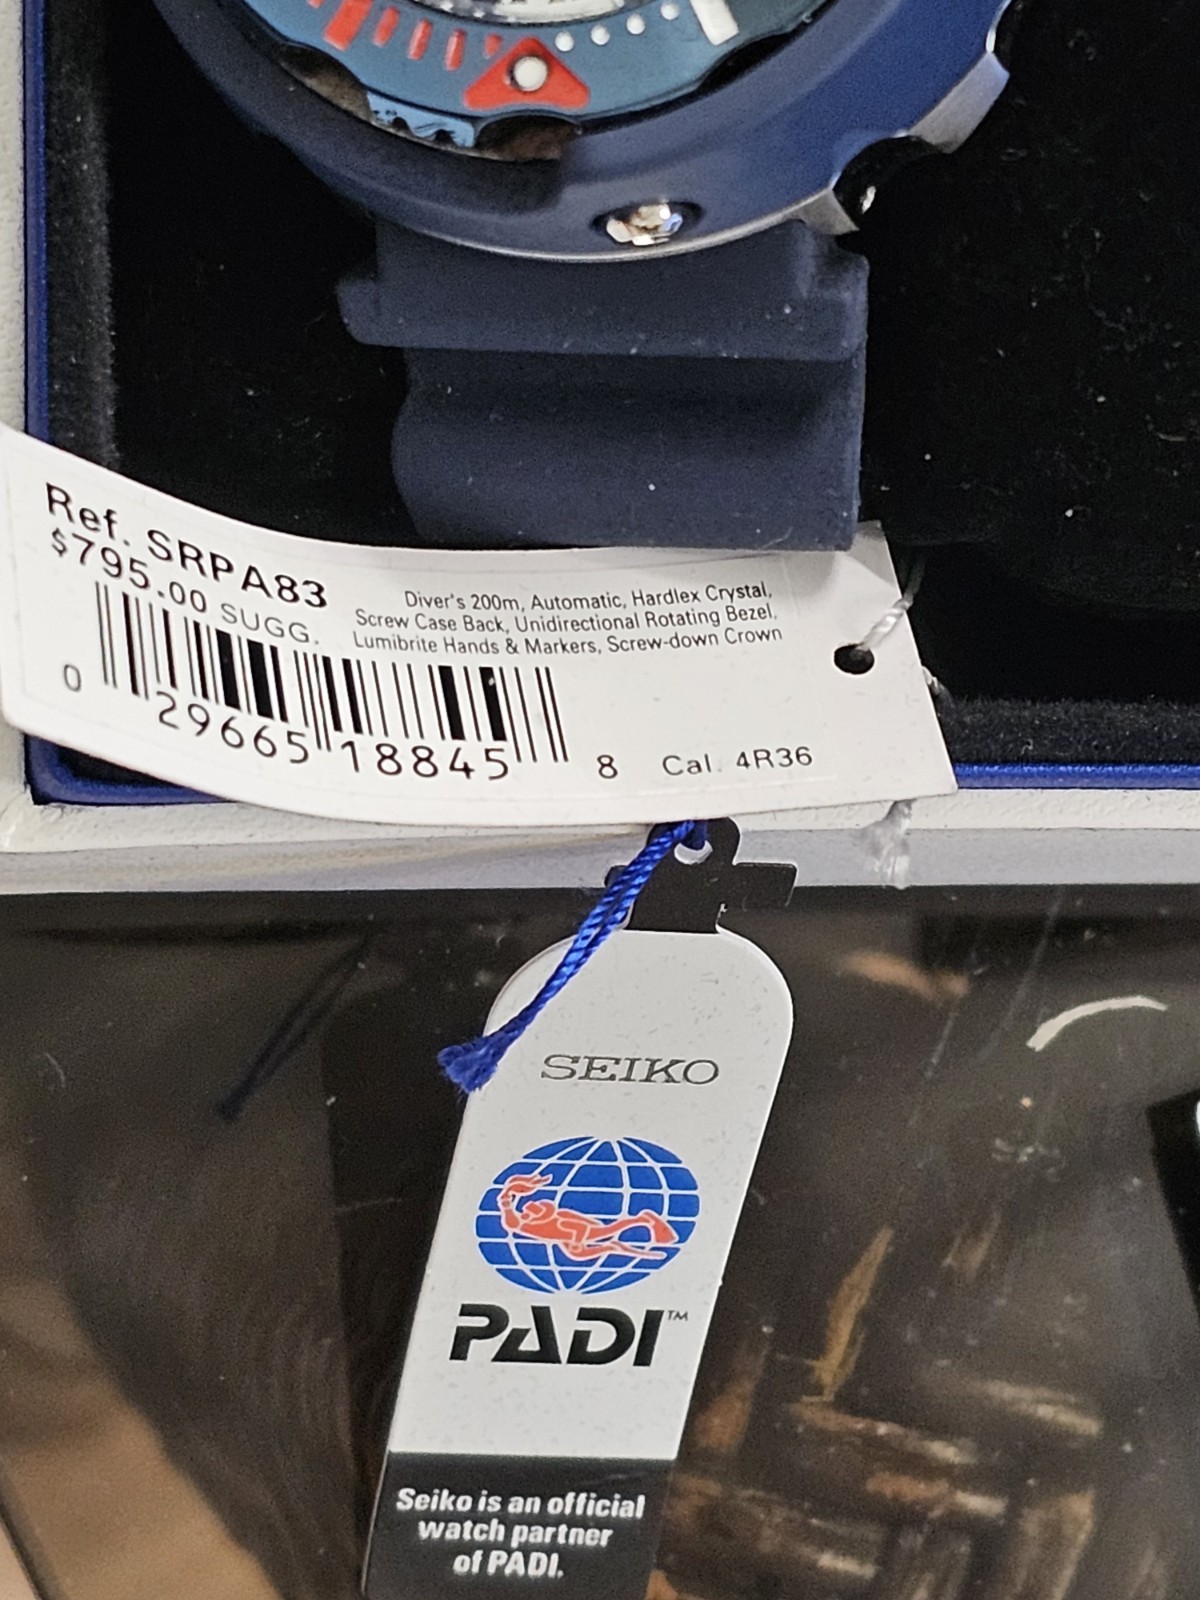 Ref. SRPA83
$795.00 SUGG.
Diver's 200m, Automatic, Hardlex Crystal,
Screw Case Back, Unidirectional Rotating Bezel,
Lumibrite Hands & Markers, Screw-down Crown
0 29665 18845 8
Cal. 4R36
SEIKO
PADI™
Seiko is an official
watch partner
of PADI.